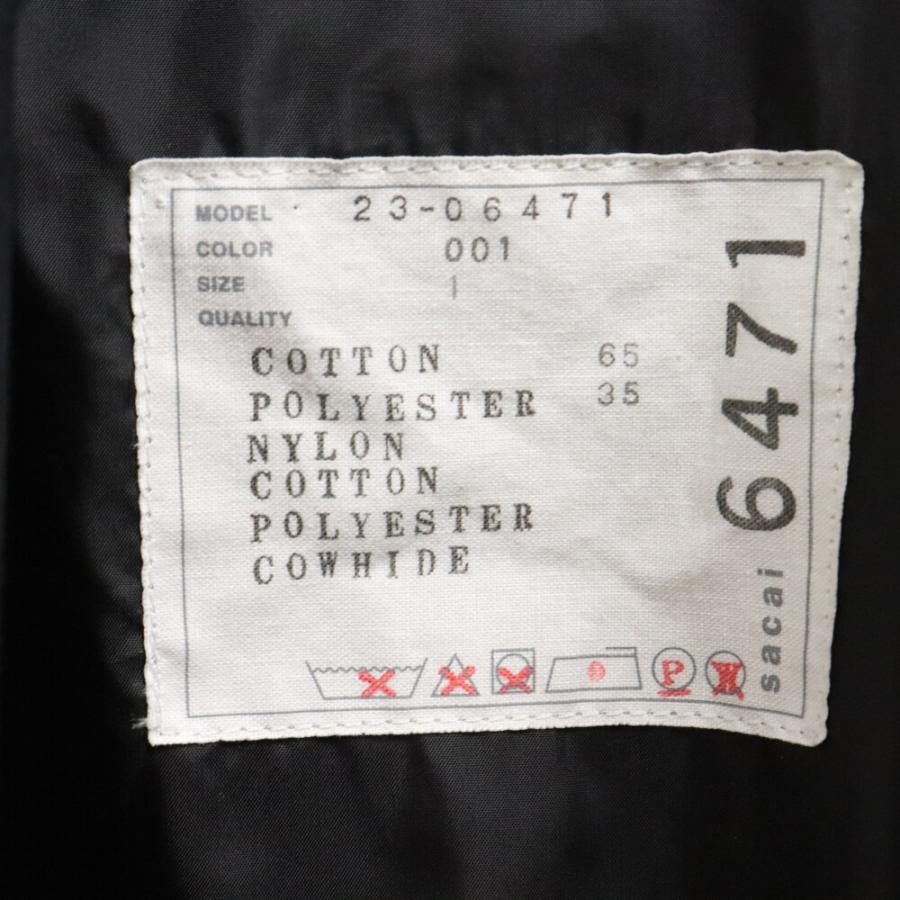 MODEL 23-06471
COLOR 001
SIZE 1
QUALITY
COTTON 65
POLYESTER 35
NYLON
COTTON
POLYESTER
COWHIDE
P W
sacai 6471